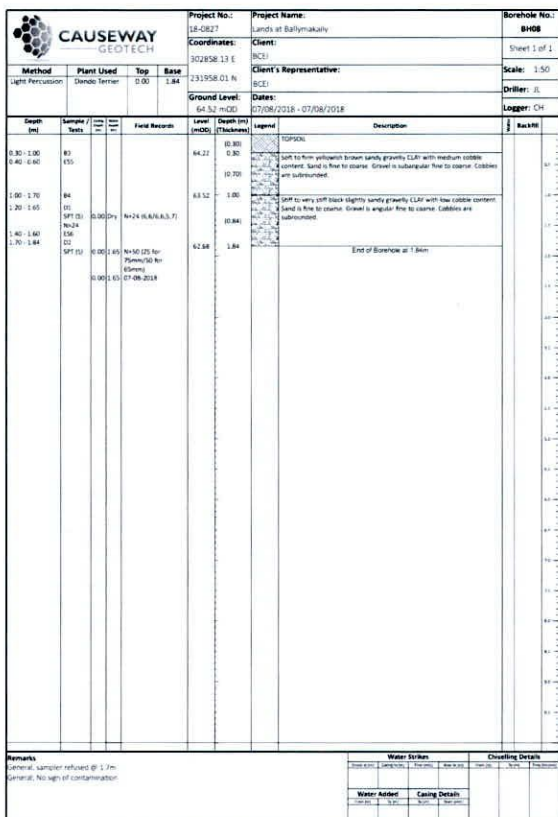 CAUSEWAY
GEOTECH
Project No.:
18-0827
Project Name:
Lands at Ballymakaily
Borehole No.:
BH08
Coordinates:
302858.13 E
231958.01 N
Client:
BCEI
Client's Representative:
BCEI
Sheet 1 of 1
Scale: 1:50
Driller: JL
Logger: CH
Method Plant Used Top Base
Light Percussion Dando Terrier 0.00 1.84
Ground Level:
64.52 mOD
Dates:
07/08/2018 - 07/08/2018
Depth (m) Sample / Tests Field Records Level (mOD) Depth (m) (Thickness) Legend Description Backfill
(0.30) TOPSOIL
0.30 - 1.00 B3 64.22 0.30 Soft to firm yellowish brown sandy gravelly CLAY with medium cobble
0.40 - 0.60 ES5 content. Sand is fine to coarse. Gravel is subangular fine to coarse. Cobbles
(0.70) are subrounded.
1.00 - 1.70 B4 63.52 1.00 Stiff to very stiff black slightly sandy gravelly CLAY with low cobble content.
1.20 - 1.65 D1 Sand is fine to coarse. Gravel is angular fine to coarse. Cobbles are
SPT (S) 0.00 Dry N=24 (6,6/6,6,5,7) (0.84) subrounded.
N=24
1.40 - 1.60 ES6
1.70 - 1.84 D2 62.68 1.84 End of Borehole at 1.84m
SPT (S) 0.00 1.65 N=50 (25 for
75mm/50 for
65mm)
0.00 1.65 07-08-2018
Remarks
General: sampler refused @ 1.7m
General: No sign of contamination
Water Strikes
Chiselling Details
Water Added Casing Details